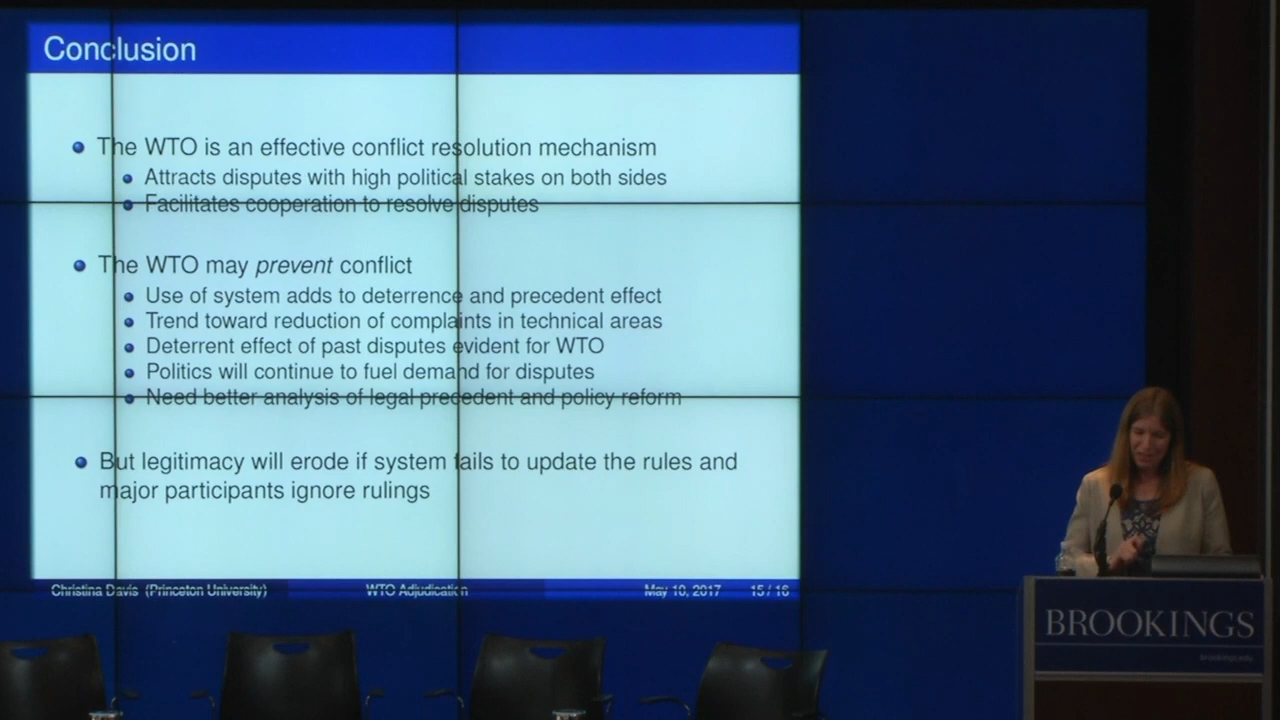 Conclusion
The WTO is an effective conflict resolution mechanism
Attracts disputes with high political stakes on both sides
Facilitates cooperation to resolve disputes
The WTO may prevent conflict
Use of system adds to deterrence and precedent effect
Trend toward reduction of complaints in technical areas
Deterrent effect of past disputes evident for WTO
Politics will continue to fuel demand for disputes
Need better analysis of legal precedent and policy reform
But legitimacy will erode if system fails to update the rules and
major participants ignore rulings
Christina Davis (Princeton University) WTO Adjudication May 10, 2017 15 / 16
BROOKINGS
brookings.edu